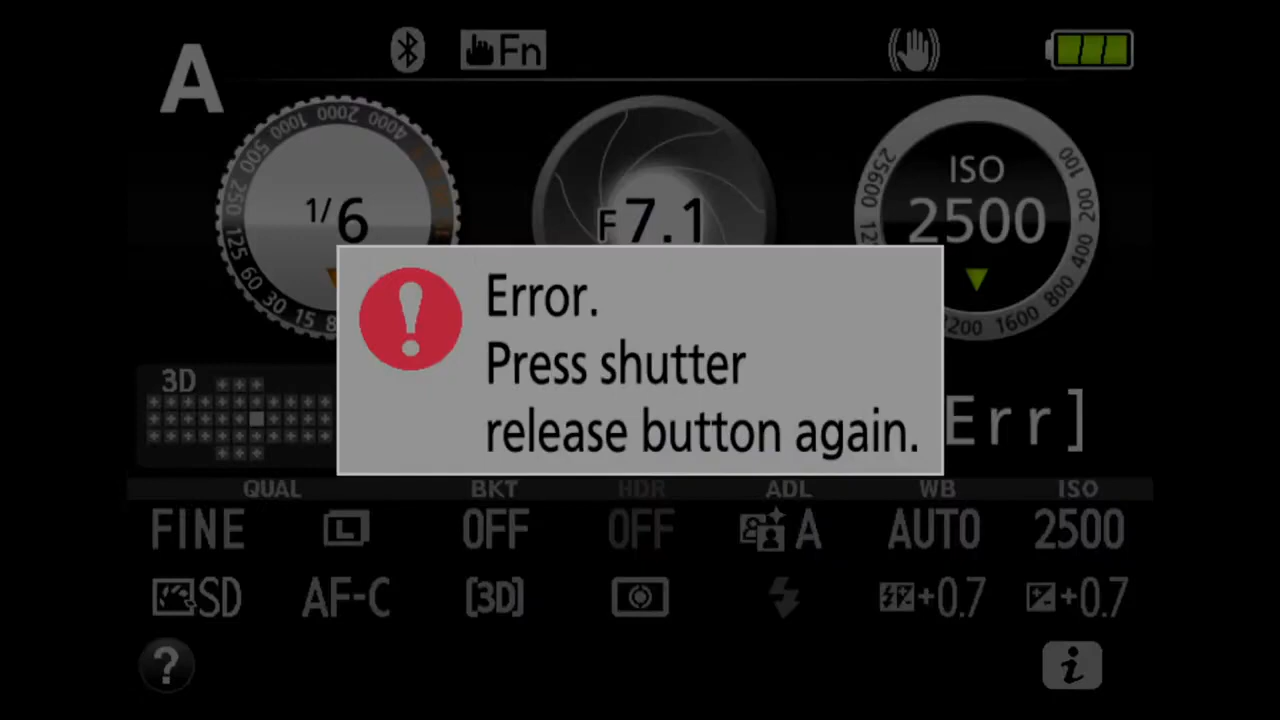 A
Fn
4000
2000
1000
500
250
125
60
30
15
8
1/6
F7.1
ISO
2500
25600
100
200
400
800
1600
Error.
Press shutter
release button again.
3D
Err]
QUAL BKT HDR ADL WB ISO
FINE L OFF OFF A AUTO 2500
SD AF-C [3D] +0.7 +0.7
? i